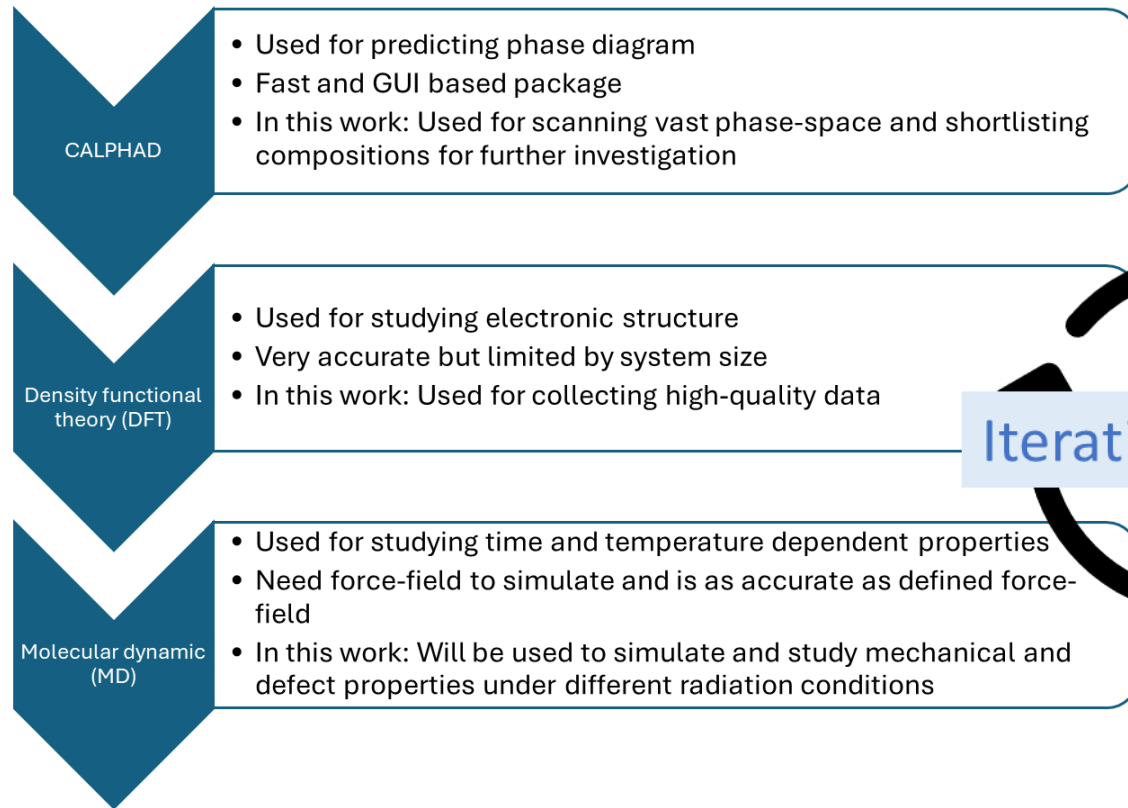 CALPHAD
• Used for predicting phase diagram
• Fast and GUI based package
• In this work: Used for scanning vast phase-space and shortlisting
compositions for further investigation
Density functional
theory (DFT)
• Used for studying electronic structure
• Very accurate but limited by system size
• In this work: Used for collecting high-quality data
Iterati
Molecular dynamic
(MD)
• Used for studying time and temperature dependent properties
• Need force-field to simulate and is as accurate as defined force-
field
• In this work: Will be used to simulate and study mechanical and
defect properties under different radiation conditions